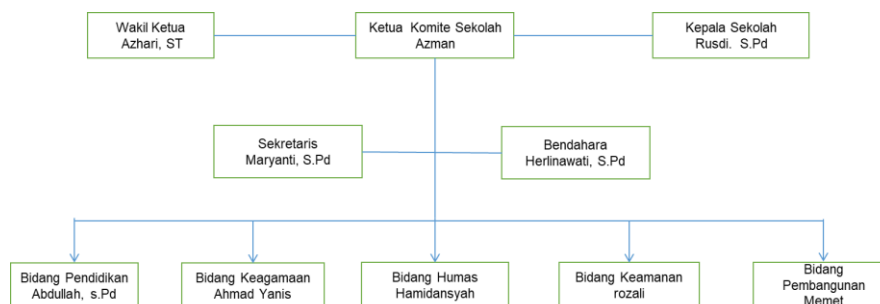 Wakil Ketua
Azhari, ST
Ketua Komite Sekolah
Azman
Kepala Sekolah
Rusdi. S.Pd
Sekretaris
Maryanti, S.Pd
Bendahara
Herlinawati, S.Pd
Bidang Pendidikan
Abdullah, s.Pd
Bidang Keagamaan
Ahmad Yanis
Bidang Humas
Hamidansyah
Bidang Keamanan
rozali
Bidang
Pembangunan
Memet